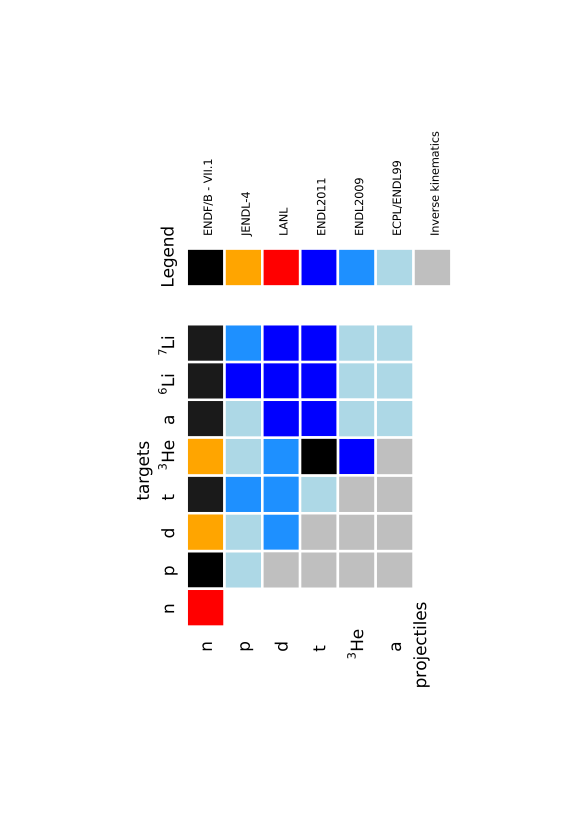 targets
n p d t ³He a ⁶Li ⁷Li
Legend
n
p
d
t
³He
a
projectiles
ENDF/B - VII.1
JENDL-4
LANL
ENDL2011
ENDL2009
ECPL/ENDL99
Inverse kinematics